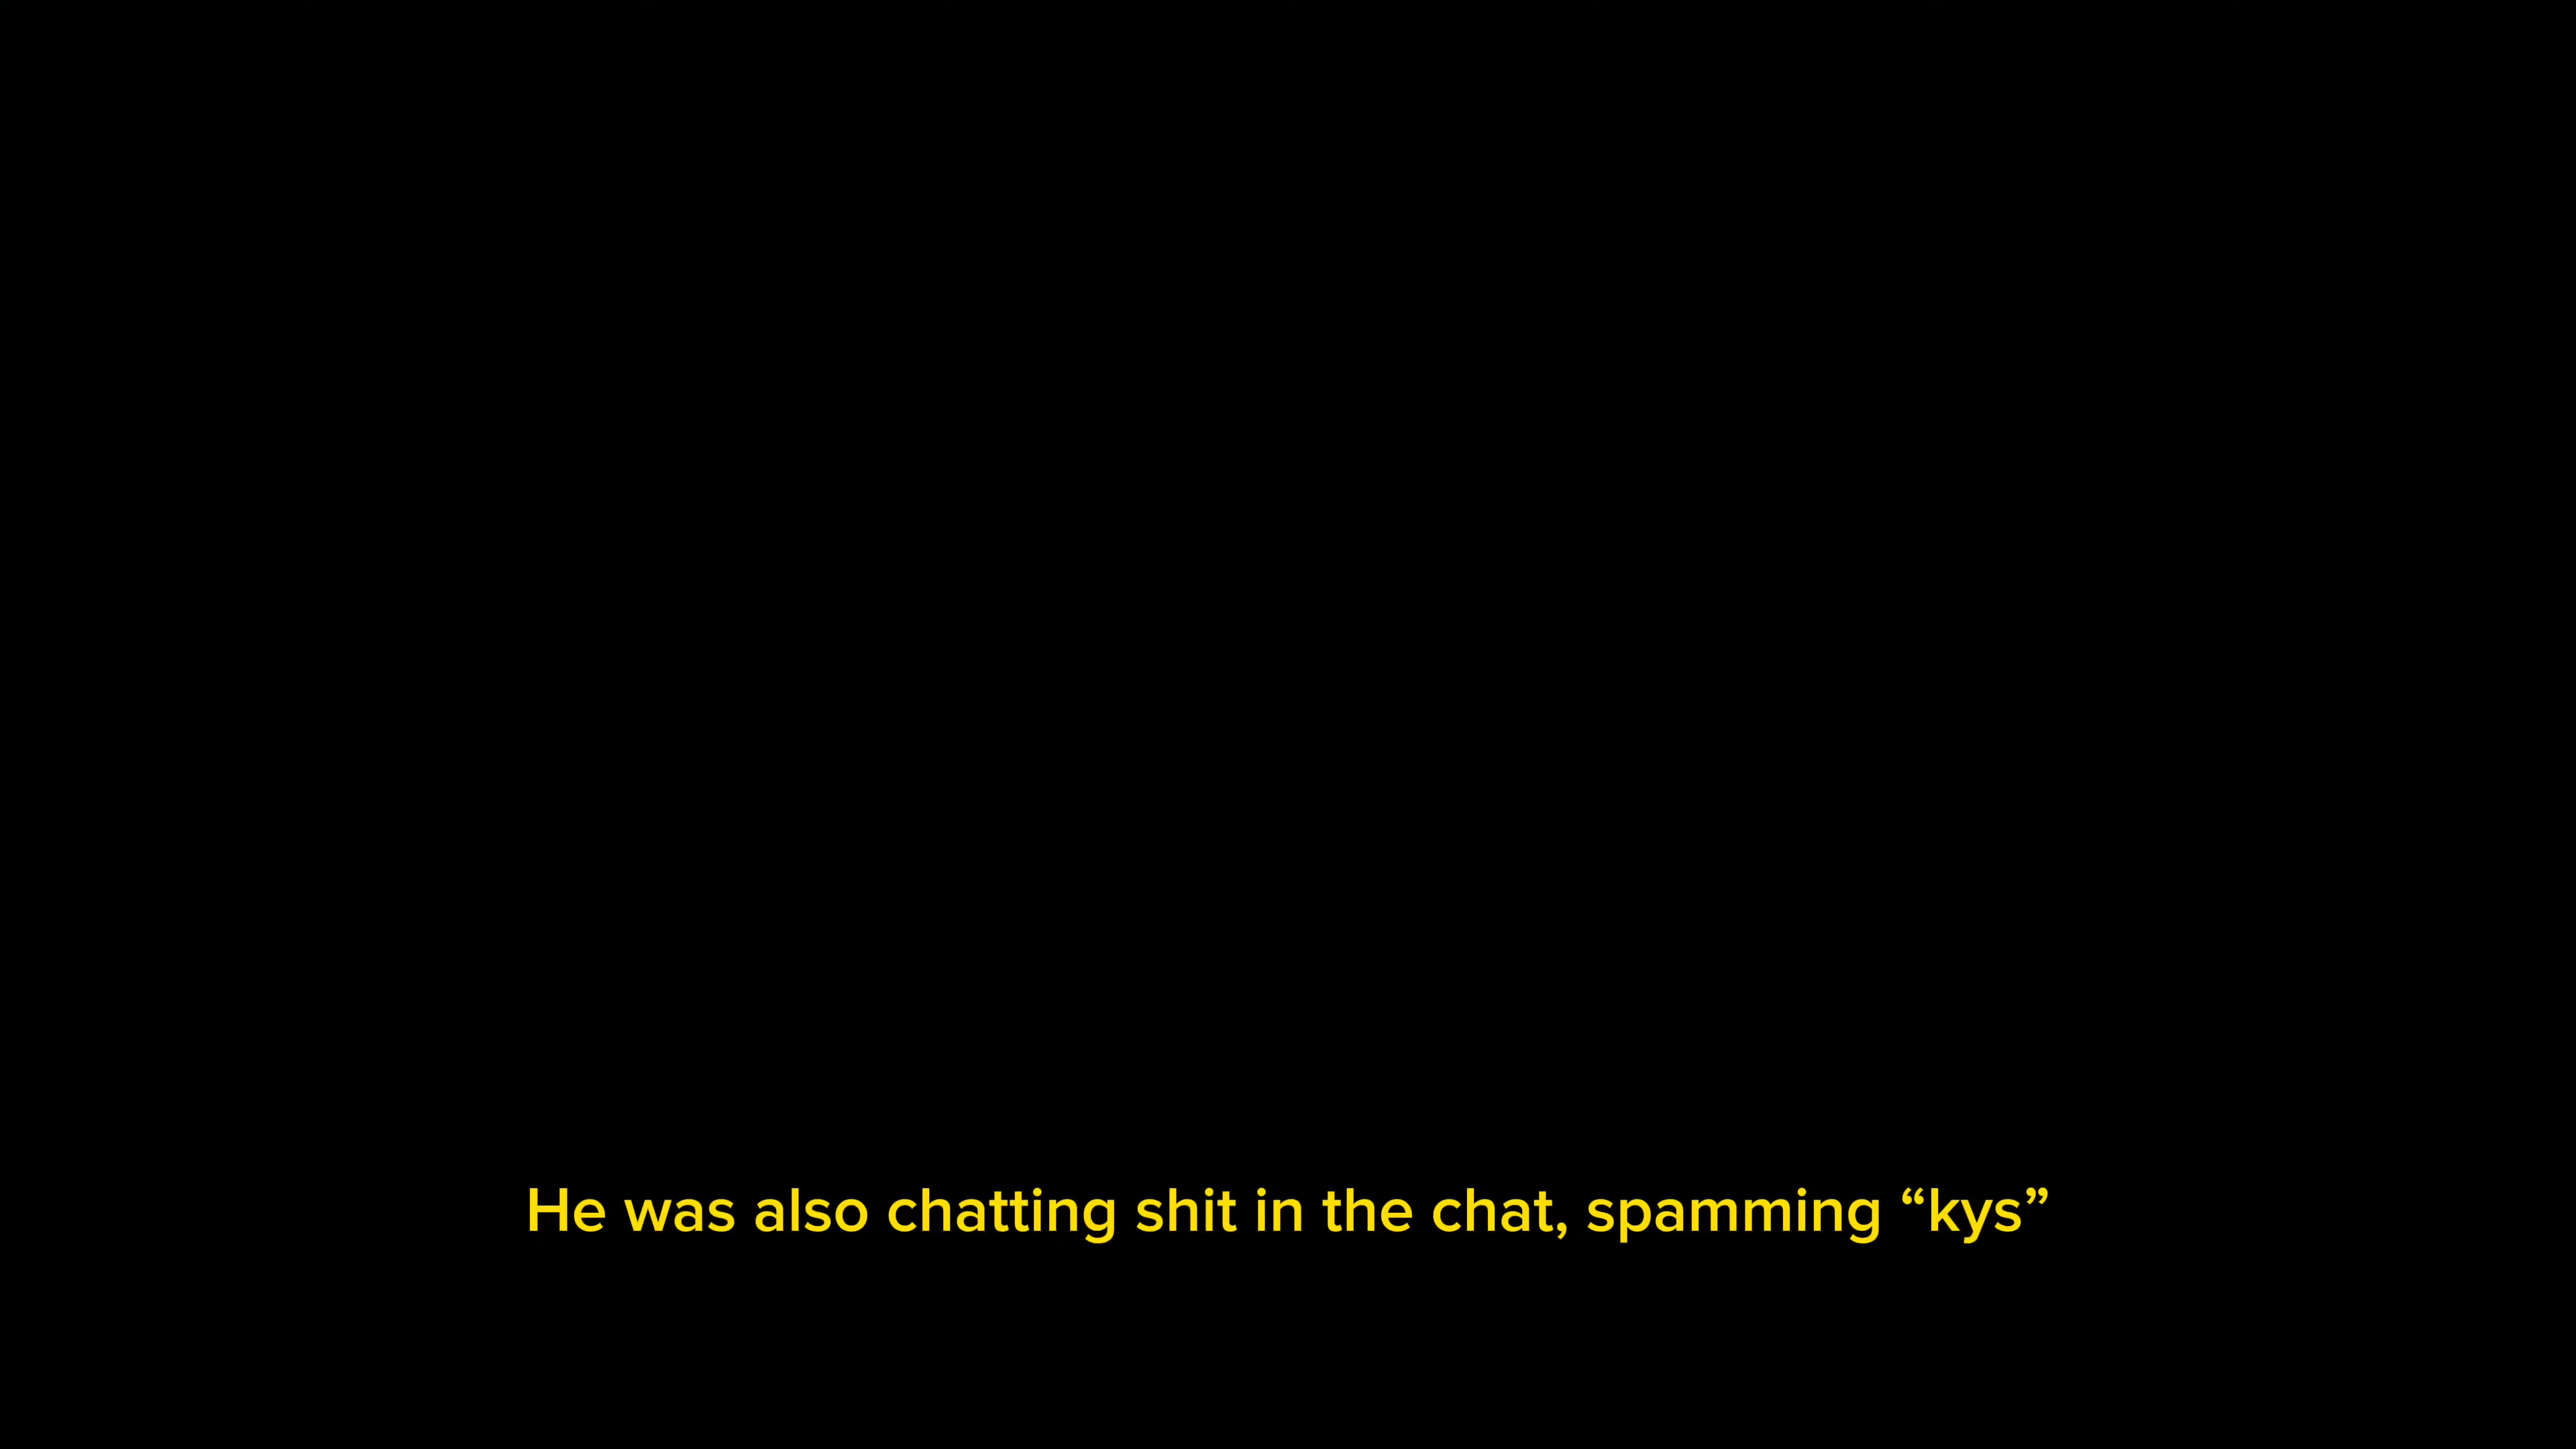 He was also chatting shit in the chat, spamming “kys”